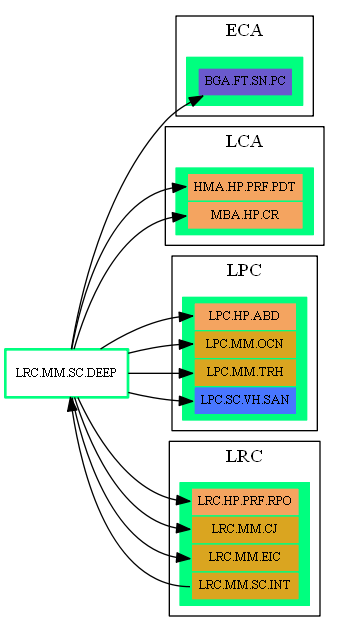 ECA
BGA.FT.SN.PC
LCA
HMA.HP.PRF.PDT
MBA.HP.CR
LPC
LPC.HP.ABD
LPC.MM.OCN
LPC.MM.TRH
LPC.SC.VH.SAN
LRC.MM.SC.DEEP
LRC
LRC.HP.PRF.RPO
LRC.MM.CJ
LRC.MM.EIC
LRC.MM.SC.INT